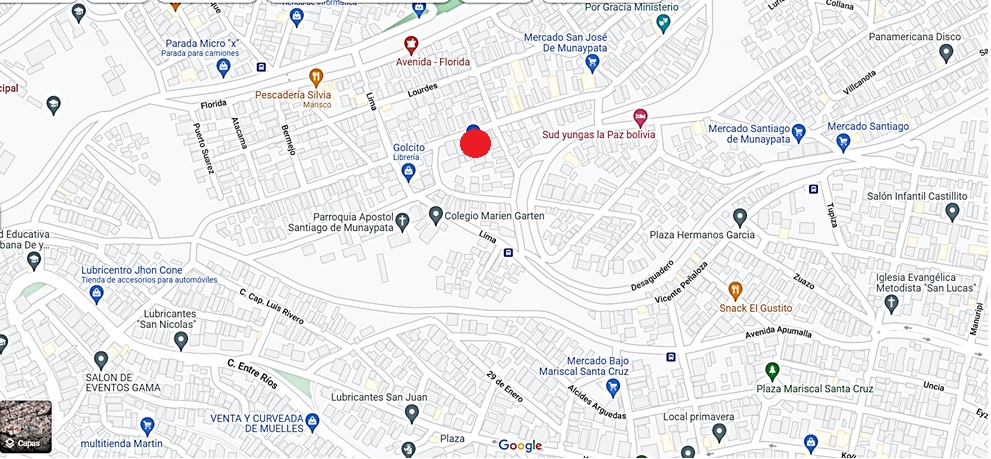 Tienda de informática
Por Gracia Ministerio
Collana
Parada Micro "x"
Parada para camiones
Mercado San José
De Munaypata
Panamericana Disco
Avenida - Florida
Pescadería Silvia
Marisco
Florida
Lima
Lourdes
Villcanota
Puerto Suarez
Atacama
Bermejo
Sud yungas la Paz bolivia
Mercado Santiago
de Munaypata
Mercado Santiago
Golcito
Librería
Salón Infantil Castillito
Tupiza
Parroquia Apostol
Santiago de Munaypata
Colegio Marien Garten
Lima
Plaza Hermanos Garcia
d Educativa
bana De y...
Lubricentro Jhon Cone
Tienda de accesorios para automóviles
Desaguadero
Vicente Peñaloza
Zuazo
Iglesia Evangélica
Metodista "San Lucas"
Snack El Gustito
C. Cap. Luis Rivero
Lubricantes
"San Nicolas"
Manuripi
Avenida Apumalla
SALON DE
EVENTOS GAMA
C. Entre Ríos
Mercado Bajo
Mariscal Santa Cruz
29 de Enero
Alcides Arguedas
Plaza Mariscal Santa Cruz
Uncia
Lubricantes San Juan
VENTA Y CURVEADA
DE MUELLES
Local primavera
Capas
multitienda Martin
Plaza
Google